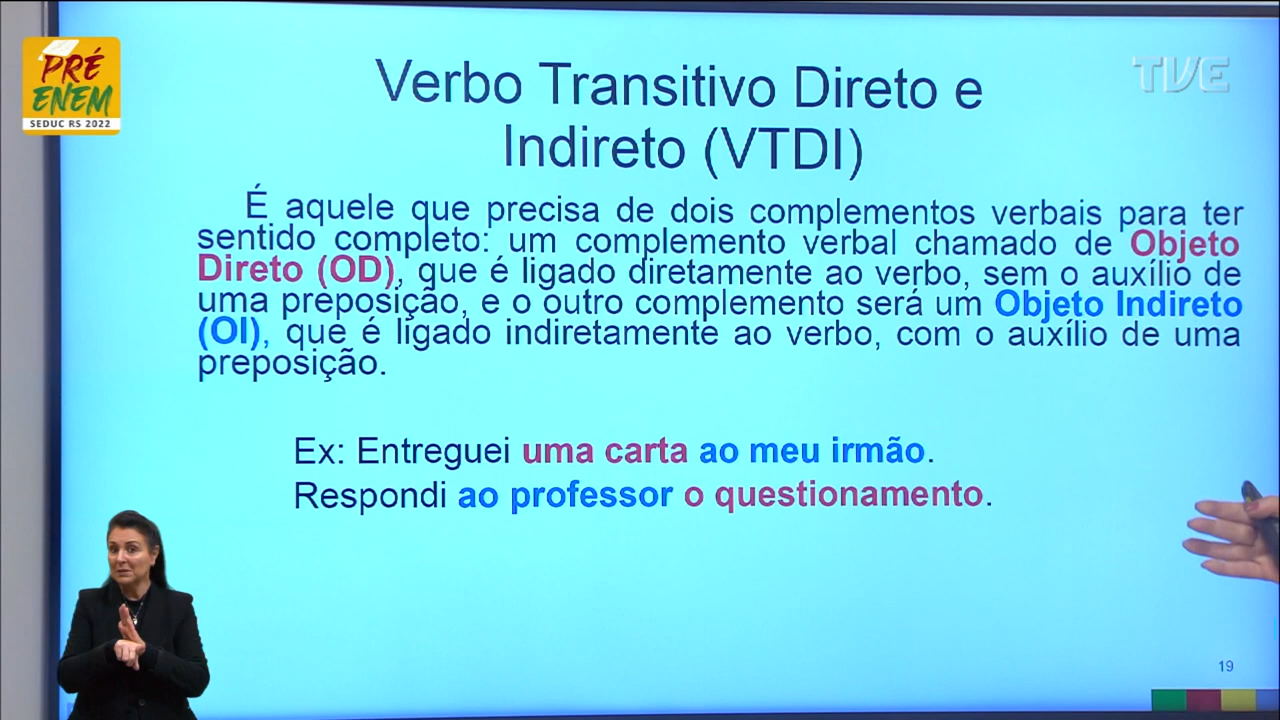 PRÉ
ENEM
SEDUC RS 2022
TVE
Verbo Transitivo Direto e
Indireto (VTDI)
É aquele que precisa de dois complementos verbais para ter
sentido completo: um complemento verbal chamado de Objeto
Direto (OD), que é ligado diretamente ao verbo, sem o auxílio de
uma preposição, e o outro complemento será um Objeto Indireto
(OI), que é ligado indiretamente ao verbo, com o auxílio de uma
preposição.
Ex: Entreguei uma carta ao meu irmão.
Respondi ao professor o questionamento.
19